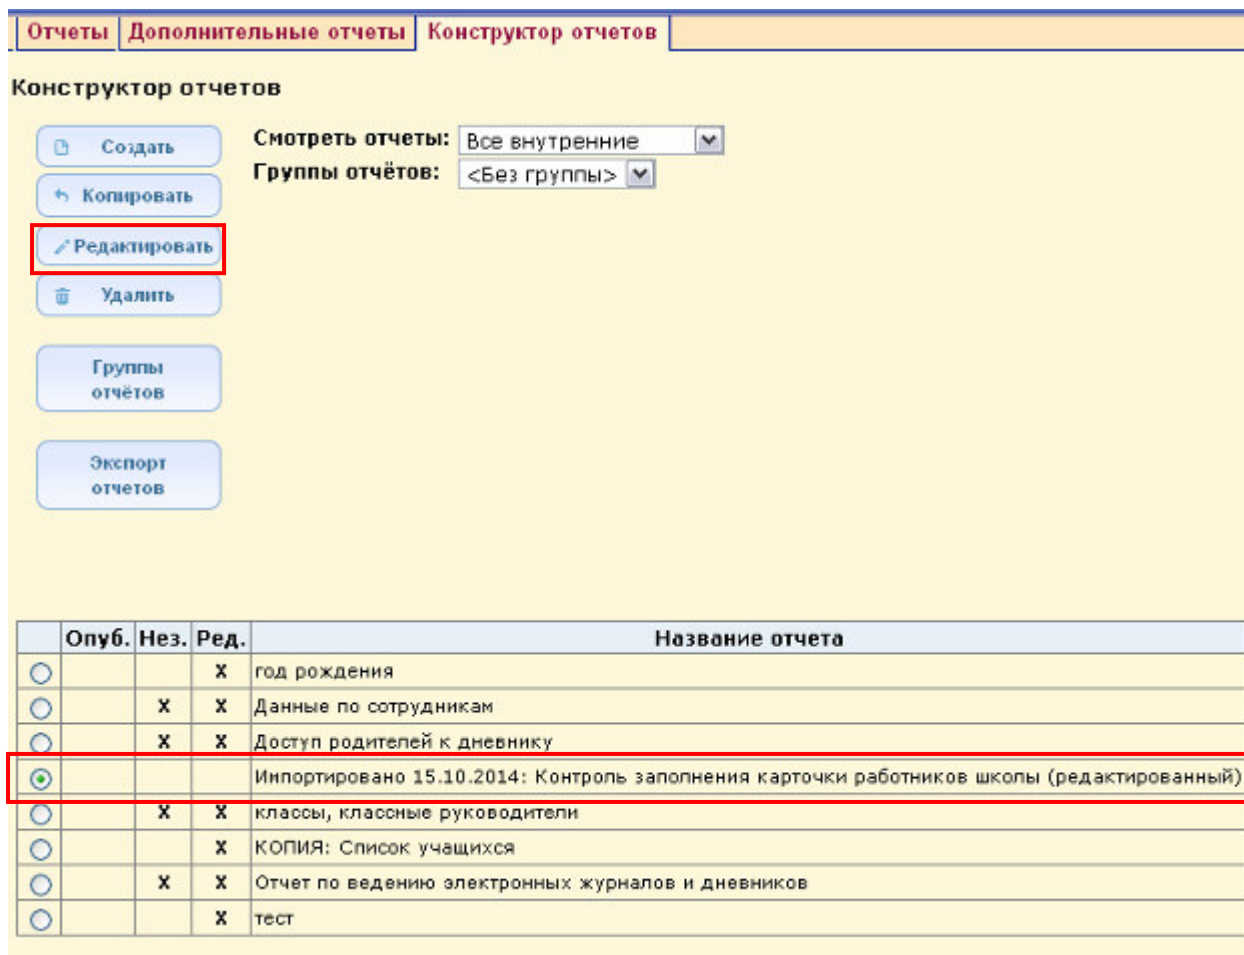 Отчеты Дополнительные отчеты Конструктор отчетов
Конструктор отчетов
Создать
Копировать
Редактировать
Удалить
Группы
отчётов
Экспорт
отчетов
Смотреть отчеты: Все внутренние
Группы отчётов: <Без группы>
Опуб. Нез. Ред. Название отчета
X год рождения
X X Данные по сотрудникам
X X Доступ родителей к дневнику
Импортировано 15.10.2014: Контроль заполнения карточки работников школы (редактированный)
X X классы, классные руководители
X КОПИЯ: Список учащихся
X X Отчет по ведению электронных журналов и дневников
X тест